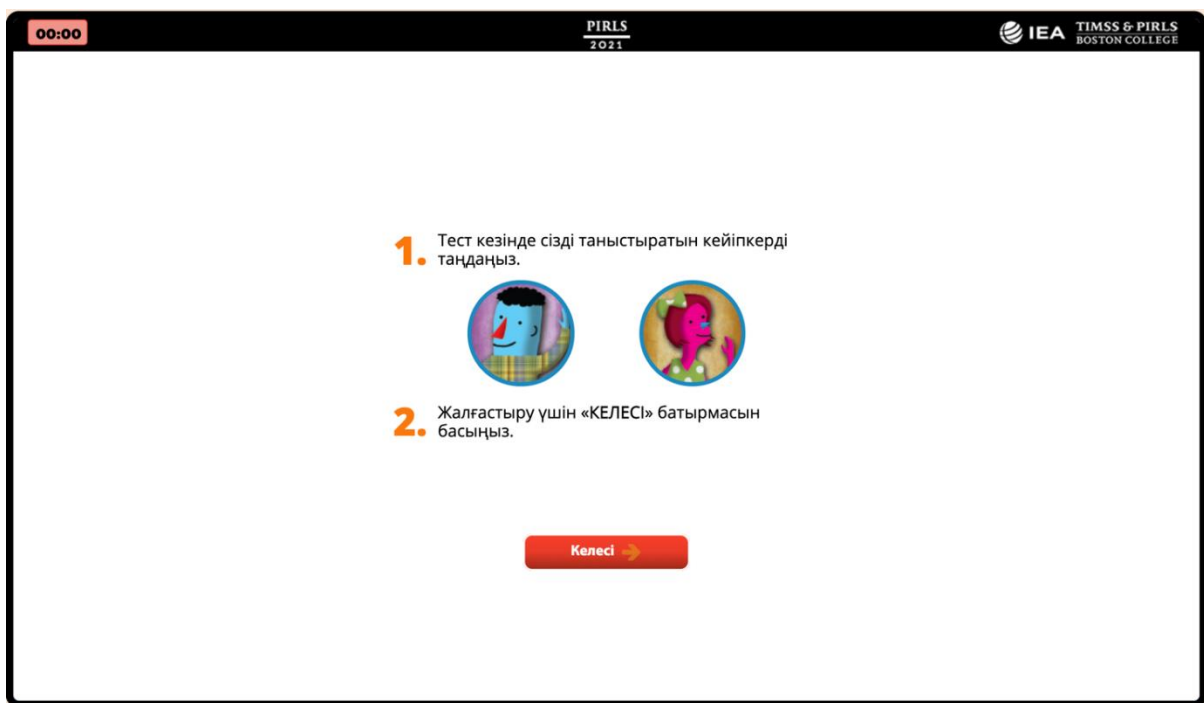 00:00
PIRLS
2021
IEA
TIMSS & PIRLS
BOSTON COLLEGE
1. Тест кезінде сізді таныстыратын кейіпкерді
таңдаңыз.
2. Жалғастыру үшін «КЕЛЕСІ» батырмасын
басыңыз.
Келесі